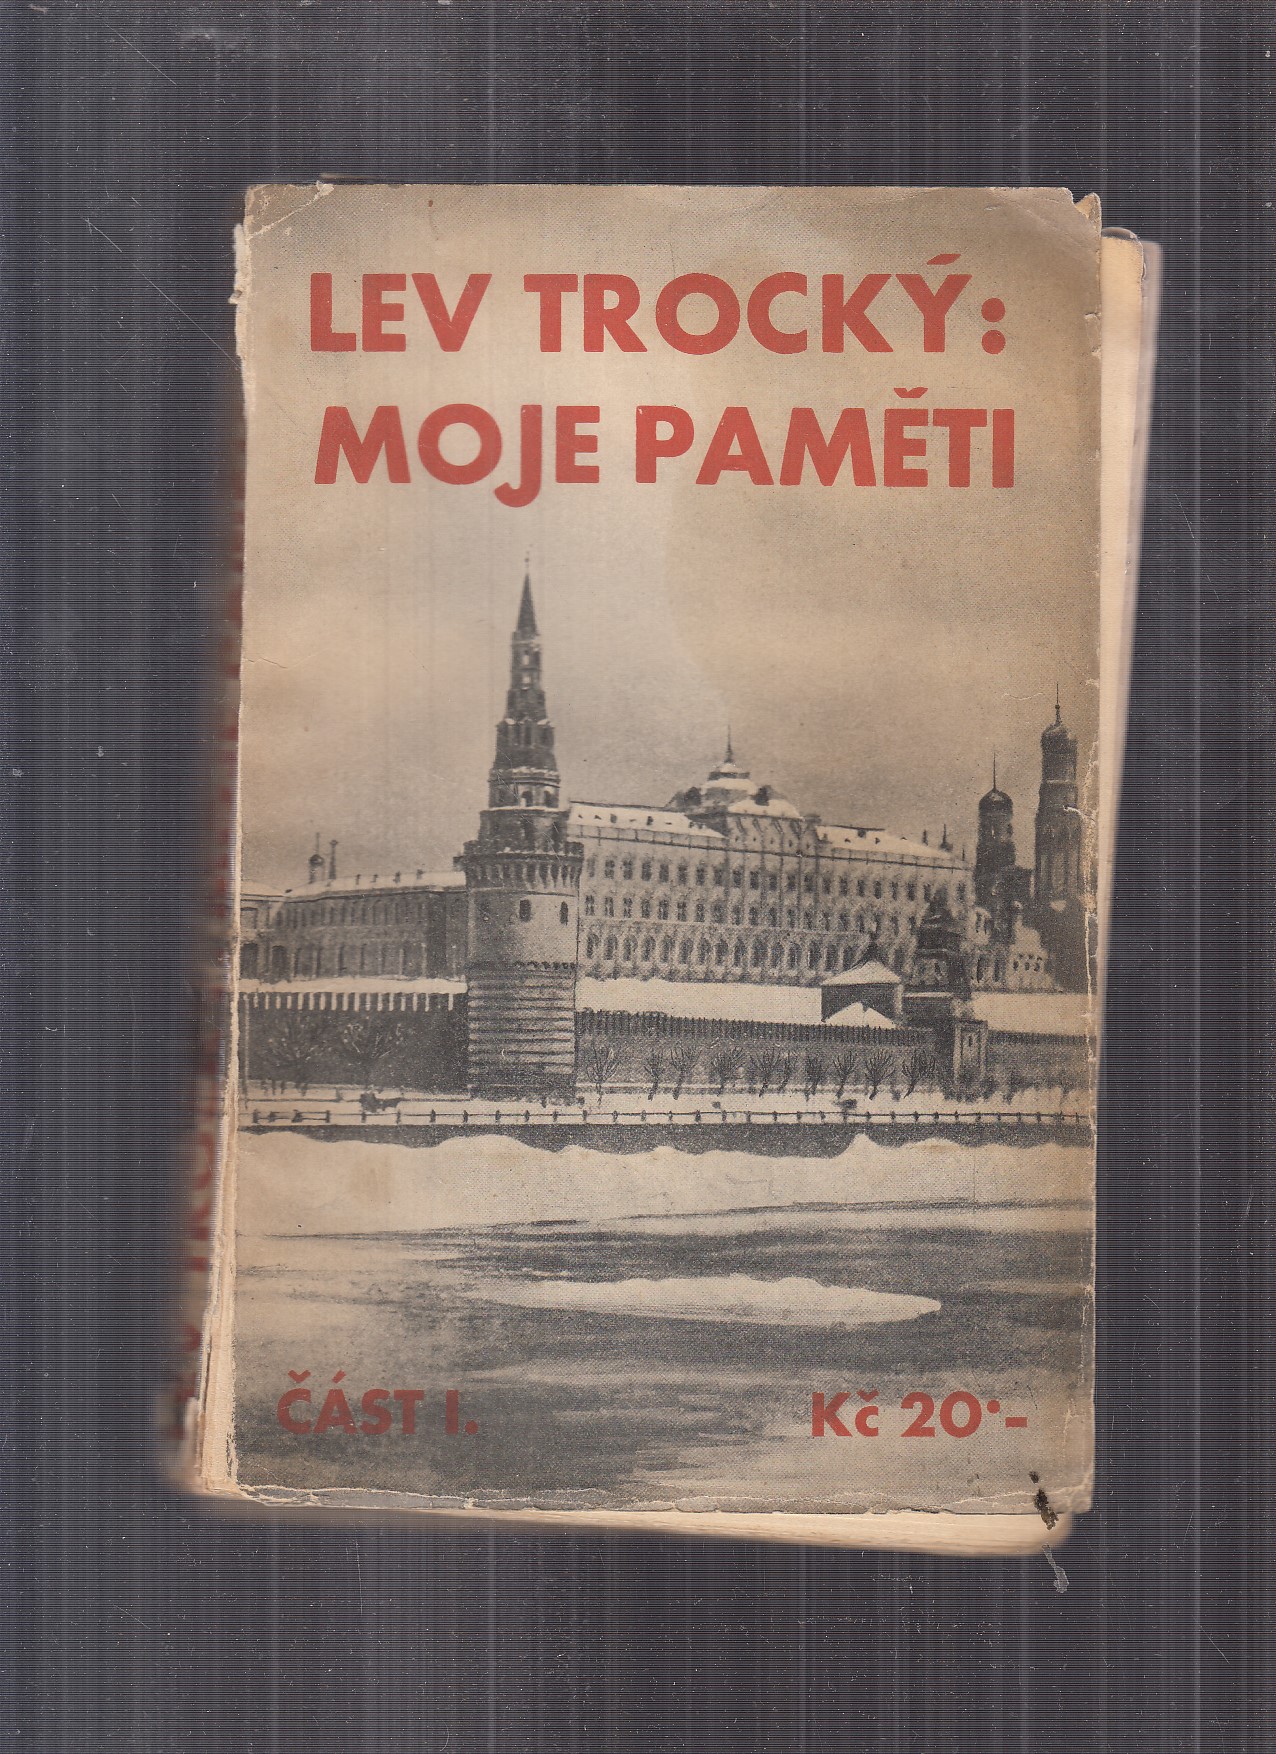 LEV TROCKÝ:
MOJE PAMĚTI
ČÁST I.
Kč 20·-